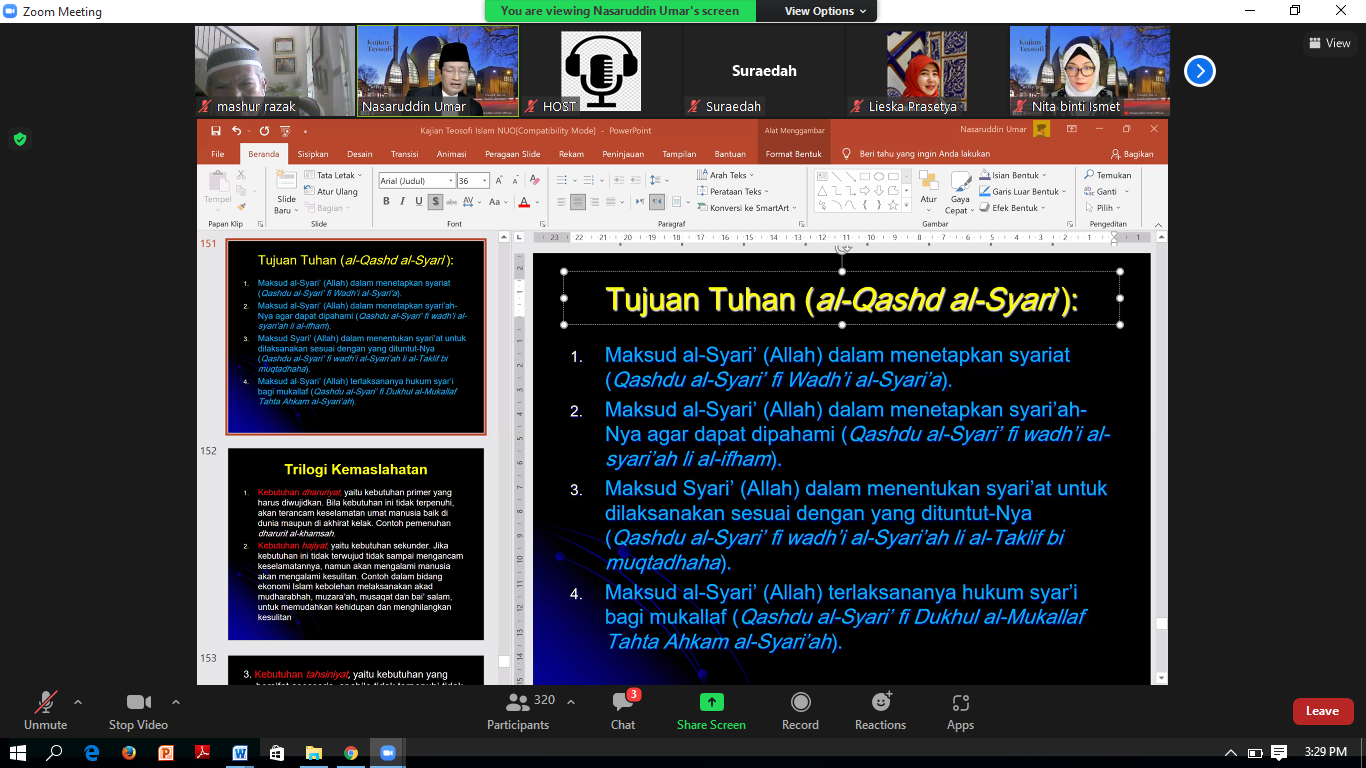 Zoom Meeting
You are viewing Nasaruddin Umar's screen
View Options
View
mashur razak
Nasaruddin Umar
HOST
Suraedah
Suraedah
Lieska Prasetya
Nita binti Ismet
Kajian Teosofi Islam NUO[Compatibility Mode] - PowerPoint
Alat Menggambar
Nasaruddin Umar
File Beranda Sisipkan Desain Transisi Animasi Peragaan Slide Rekam Peninjauan Tampilan Bantuan Format Bentuk Beri tahu yang ingin Anda lakukan Bagikan
Tempel
Slide Baru
Tata Letak
Atur Ulang
Bagian
Arial (Judul) 36
B I U S abc AV Aa A
Arah Teks
Perataan Teks
Konversi ke SmartArt
Atur
Gaya Cepat
Isian Bentuk
Garis Luar Bentuk
Efek Bentuk
Temukan
Ganti
Pilih
Papan Klip Slide Font Paragraf Gambar Pengeditan
151
Tujuan Tuhan (al-Qashd al-Syari'):
1. Maksud al-Syari' (Allah) dalam menetapkan syariat
(Qashdu al-Syari' fi Wadh'i al-Syari'a).
2. Maksud al-Syari' (Allah) dalam menetapkan syari'ah-
Nya agar dapat dipahami (Qashdu al-Syari' fi wadh'i al-
syari'ah li al-ifham).
3. Maksud Syari' (Allah) dalam menentukan syari'at untuk
dilaksanakan sesuai dengan yang dituntut-Nya
(Qashdu al-Syari' fi wadh'i al-Syari'ah li al-Taklif bi
muqtadhaha).
4. Maksud al-Syari' (Allah) terlaksananya hukum syar'i
bagi mukallaf (Qashdu al-Syari' fi Dukhul al-Mukallaf
Tahta Ahkam al-Syari'ah).
152
Trilogi Kemaslahatan
1. Kebutuhan dharuriyat, yaitu kebutuhan primer yang
harus diwujidkan. Bila kebutuhan ini tidak terpenuhi,
akan terancam keselamatan umat manusia baik di
dunia maupun di akhirat kelak. Contoh pemenuhan
dharurit al-khamsah.
2. Kebutuhan hajiyat, yaitu kebutuhan sekunder. Jika
kebutuhan ini tidak terwujud tidak sampai mengancam
keselamatannya, namun akan mengalami manusia
akan mengalami kesulitan. Contoh dalam bidang
ekonomi Islam kebolehan melaksanakan akad
mudharabhah, muzara'ah, musaqat dan bai' salam,
untuk memudahkan kehidupan dan menghilangkan
kesulitan
153
3. Kebutuhan tahsiniyat, yaitu kebutuhan yang
Tujuan Tuhan (al-Qashd al-Syari'):
1. Maksud al-Syari' (Allah) dalam menetapkan syariat
(Qashdu al-Syari' fi Wadh'i al-Syari'a).
2. Maksud al-Syari' (Allah) dalam menetapkan syari'ah-
Nya agar dapat dipahami (Qashdu al-Syari' fi wadh'i al-
syari'ah li al-ifham).
3. Maksud Syari' (Allah) dalam menentukan syari'at untuk
dilaksanakan sesuai dengan yang dituntut-Nya
(Qashdu al-Syari' fi wadh'i al-Syari'ah li al-Taklif bi
muqtadhaha).
4. Maksud al-Syari' (Allah) terlaksananya hukum syar'i
bagi mukallaf (Qashdu al-Syari' fi Dukhul al-Mukallaf
Tahta Ahkam al-Syari'ah).
Unmute
Stop Video
Participants 320
Chat 3
Share Screen
Record
Reactions
Apps
Leave
3:29 PM